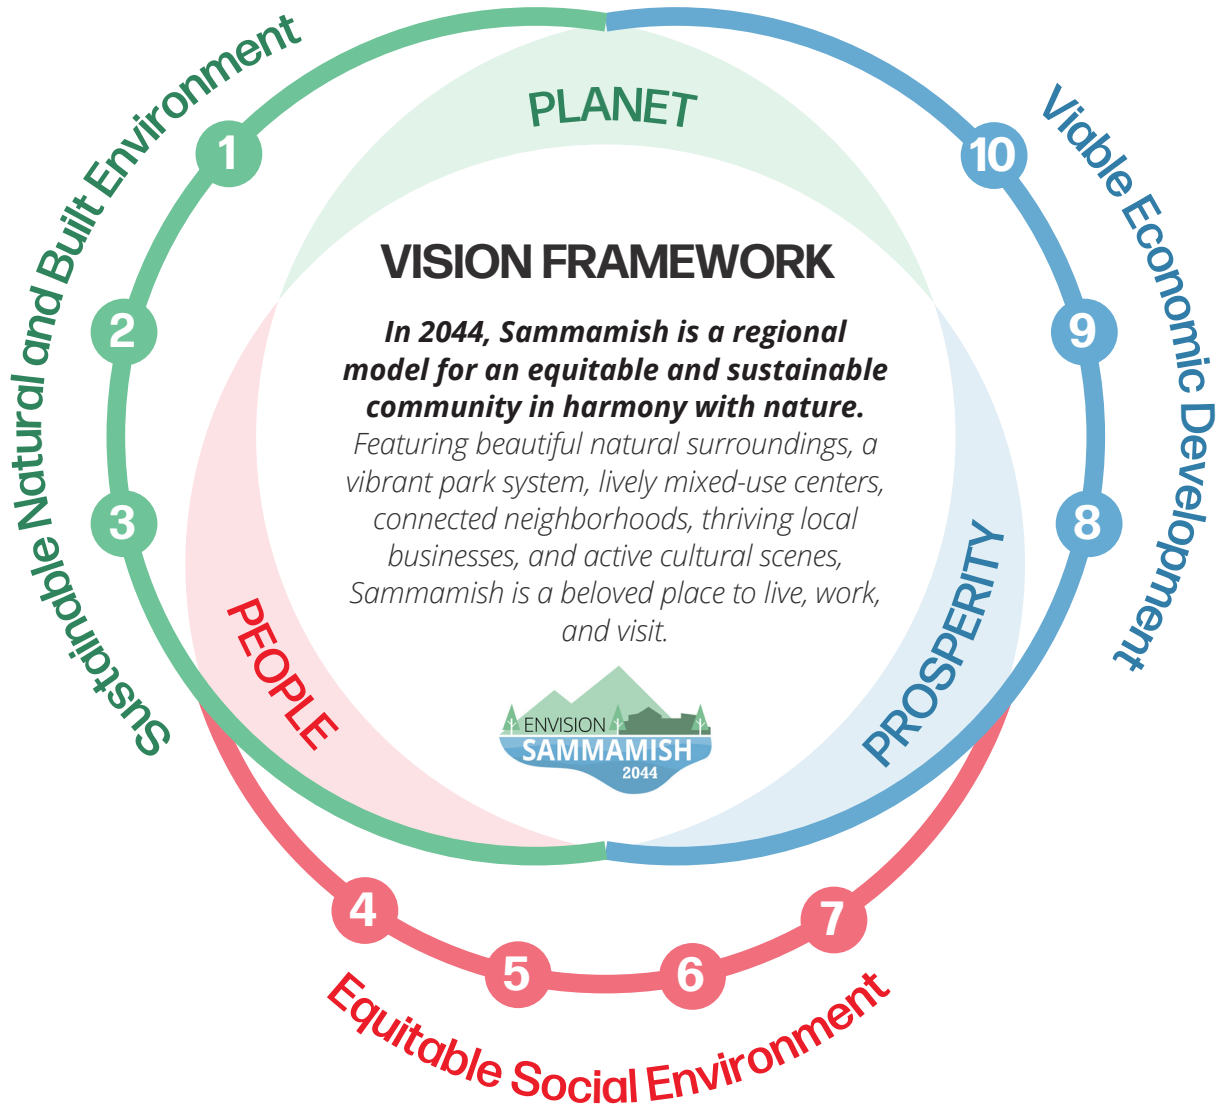 PLANET
VISION FRAMEWORK
In 2044, Sammamish is a regional
model for an equitable and sustainable
community in harmony with nature.
Featuring beautiful natural surroundings, a
vibrant park system, lively mixed-use centers,
connected neighborhoods, thriving local
businesses, and active cultural scenes,
Sammamish is a beloved place to live, work,
and visit.
ENVISION
SAMMAMISH
2044
PEOPLE
PROSPERITY
Sustainable Natural and Built Environment
1
2
3
Equitable Social Environment
4
5
6
7
Viable Economic Development
8
9
10